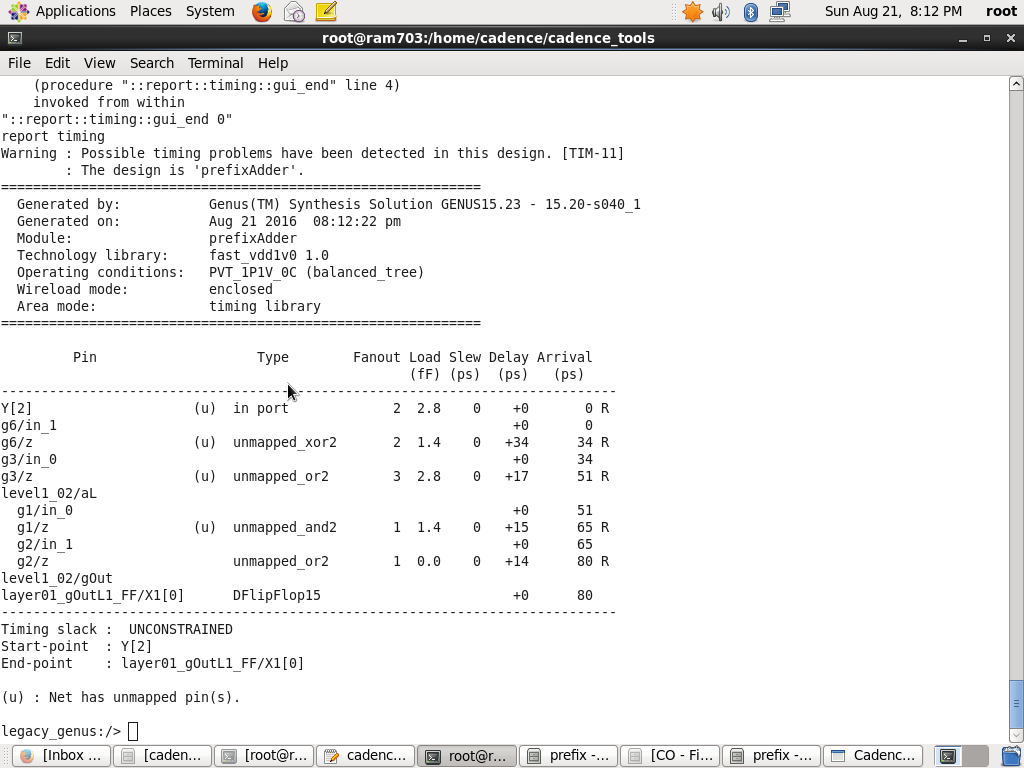 Applications Places System Sun Aug 21, 8:12 PM root
root@ram703:/home/cadence/cadence_tools
File Edit View Search Terminal Help
    (procedure "::report::timing::gui_end" line 4)
    invoked from within
"::report::timing::gui_end 0"
report timing
Warning : Possible timing problems have been detected in this design. [TIM-11]
        : The design is 'prefixAdder'.
============================================================
  Generated by:           Genus(TM) Synthesis Solution GENUS15.23 - 15.20-s040_1
  Generated on:           Aug 21 2016  08:12:22 pm
  Module:                 prefixAdder
  Technology library:     fast_vdd1v0 1.0
  Operating conditions:   PVT_1P1V_0C (balanced_tree)
  Wireload mode:          enclosed
  Area mode:              timing library
============================================================
         Pin                    Type        Fanout Load Slew Delay Arrival
                                                   (fF) (ps)  (ps)   (ps)
-----------------------------------------------------------------------------
Y[2]                    (u)  in port             2  2.8    0    +0       0 R
g6/in_1                                                         +0       0
g6/z                    (u)  unmapped_xor2       2  1.4    0   +34      34 R
g3/in_0                                                         +0      34
g3/z                    (u)  unmapped_or2        3  2.8    0   +17      51 R
level1_02/aL
  g1/in_0                                                       +0      51
  g1/z                  (u)  unmapped_and2       1  1.4    0   +15      65 R
  g2/in_1                                                       +0      65
  g2/z                       unmapped_or2        1  0.0    0   +14      80 R
level1_02/gOut
layer01_gOutL1_FF/X1[0]      DFlipFlop15                        +0      80
-----------------------------------------------------------------------------
Timing slack :  UNCONSTRAINED
Start-point  : Y[2]
End-point    : layer01_gOutL1_FF/X1[0]
(u) : Net has unmapped pin(s).
legacy_genus:/>
[Inbox ... [caden... [root@r... cadenc... root@r... prefix -... [CO - Fi... prefix -... Cadenc...